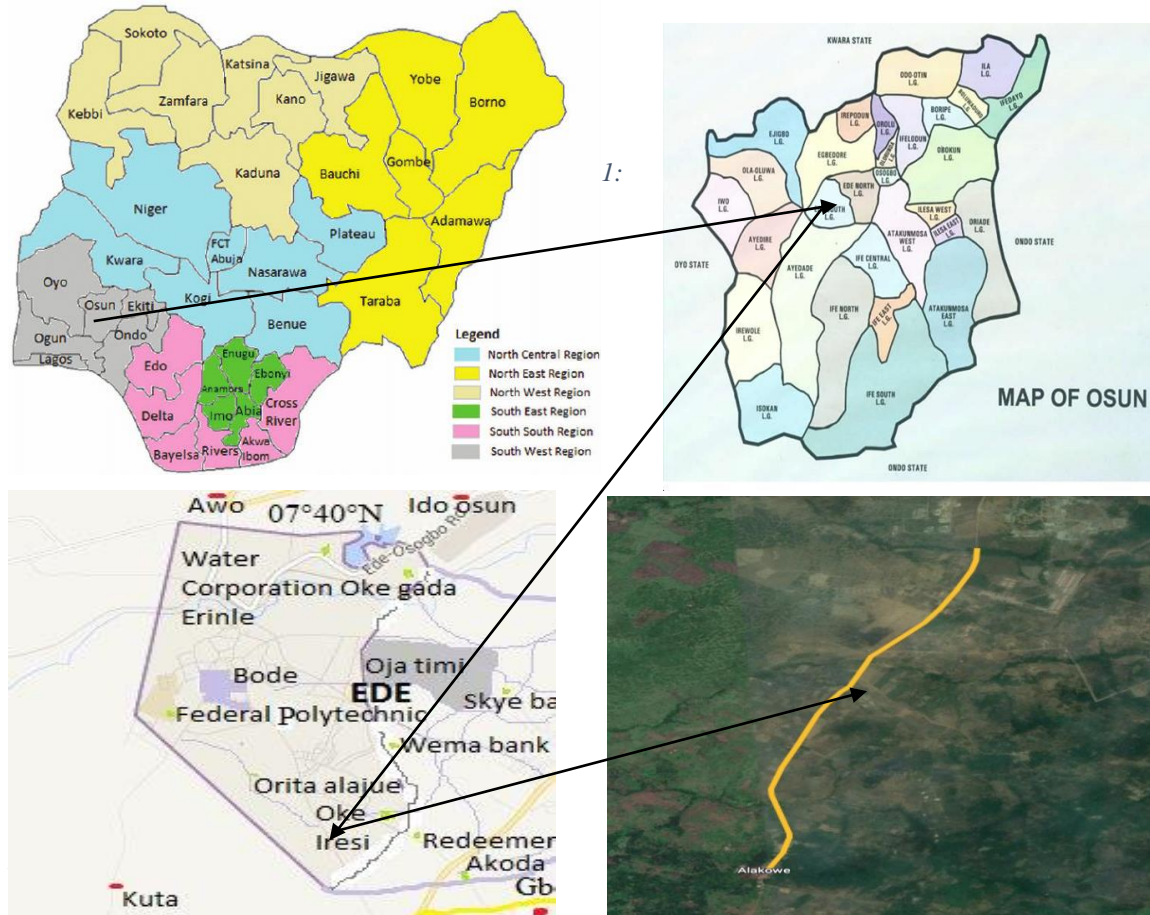 Sokoto
Katsina
Jigawa
Yobe
Borno
Kebbi
Zamfara
Kano
Kaduna
Bauchi
Gombe
Adamawa
Niger
FCT
Abuja
Plateau
Kwara
Nasarawa
Oyo
Osun
Ekiti
Kogi
Taraba
Ogun
Ondo
Benue
Lagos
Edo
Enugu
Ebonyi
Anambra
Delta
Imo
Abia
Cross
River
Bayelsa
Rivers
Akwa
Ibom
Legend
North Central Region
North East Region
North West Region
South East Region
South South Region
South West Region
1:
KWARA STATE
ODO-OTIN
L.G.
ILA
L.G.
IFEDAYO
L.G.
BORIPE
L.G.
IREPODUN
L.G.
OROLU
L.G.
IFELODUN
L.G.
EJIGBO
L.G.
EGBEDORE
L.G.
OBOKUN
L.G.
OSOGBO
L.G.
OLA-OLUWA
L.G.
EDE NORTH
L.G.
IWO
L.G.
SOUTH
L.G.
ILESA WEST
L.G.
ILESA EAST
L.G.
ORIADE
L.G.
AYEDIRE
L.G.
ATAKUNMOSA
WEST
L.G.
OYO STATE
ONDO STATE
IFE CENTRAL
L.G.
AYEDADE
L.G.
IFE NORTH
L.G.
IFE EAST
L.G.
ATAKUNMOSA
EAST
L.G.
IREWOLE
L.G.
ISOKAN
L.G.
IFE SOUTH
L.G.
MAP OF OSUN
ONDO STATE
Awo
07°40°N
Ido osun
Ede-Osogbo
Water
Corporation Oke gada
Erinle
Oja timi
Bode
EDE
Skye ba
Federal Polytechnic
Wema bank
Orita alajue
Oke
Iresi
Redeemer
Akoda
Gb
Kuta
Alakowe